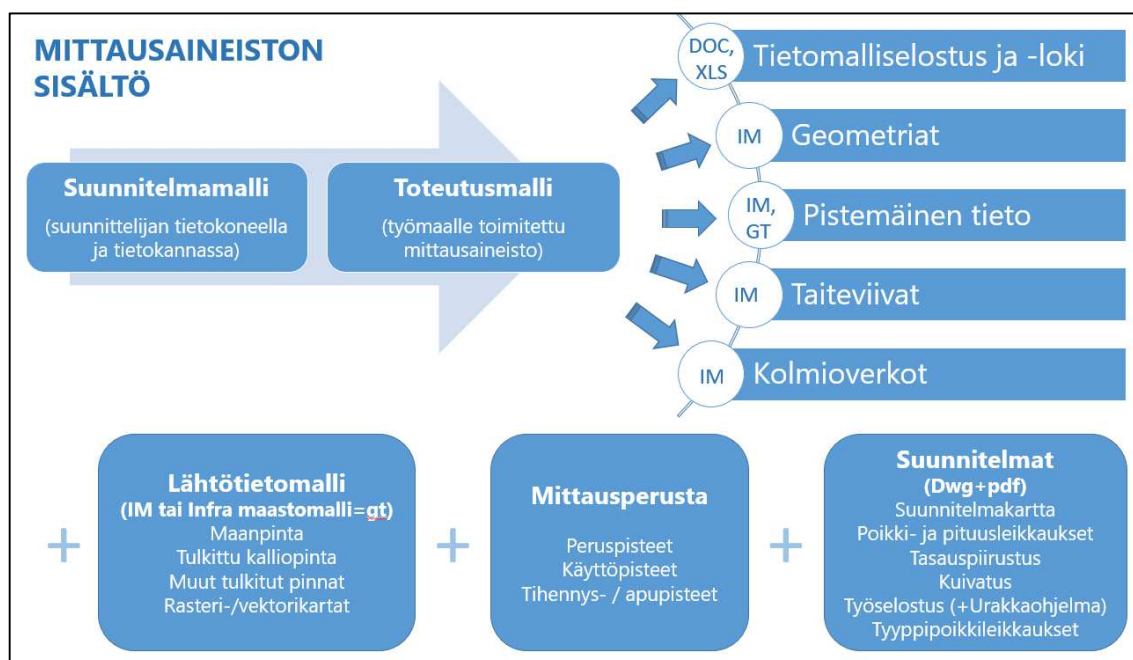 MITTAUSAINEISTON
SISÄLTÖ
Suunnitelmamalli
(suunnittelijan tietokoneella
ja tietokannassa)
Toteutusmalli
(työmaalle toimitettu
mittausaineisto)
DOC,
XLS
Tietomalliselostus ja -loki
IM
Geometriat
IM,
GT
Pistemäinen tieto
IM
Taiteviivat
IM
Kolmioverkot
+
Lähtötietomalli
(IM tai Infra maastomalli=gt)
Maanpinta
Tulkittu kalliopinta
Muut tulkitut pinnat
Rasteri-/vektorikartat
+
Mittausperusta
Peruspisteet
Käyttöpisteet
Tihennys- / apupisteet
+
Suunnitelmat
(Dwg+pdf)
Suunnitelmakartta
Poikki- ja pituusleikkaukset
Tasauspiirustus
Kuivatus
Työselostus (+Urakkaohjelma)
Tyyppipoikkileikkaukset